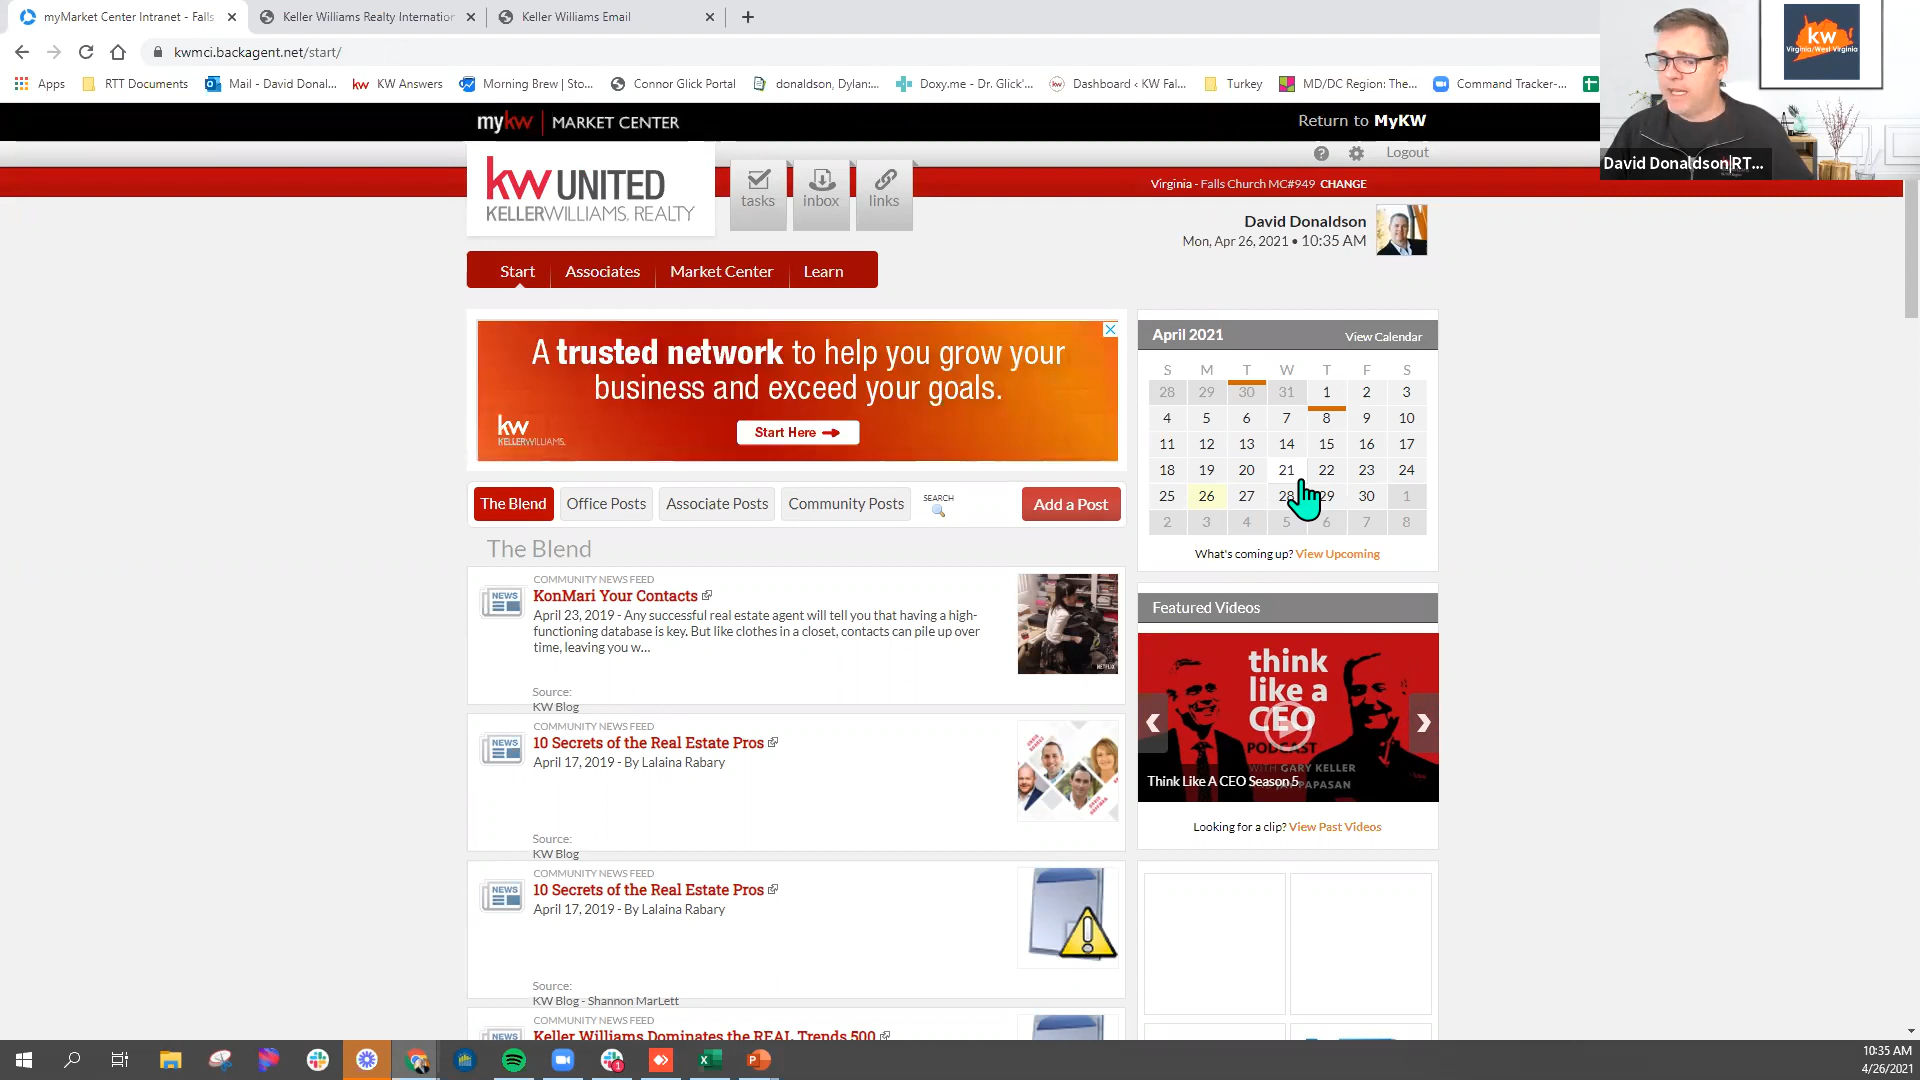 myMarket Center Intranet - Falls
Keller Williams Realty Internation
Keller Williams Email
kwmci.backagent.net/start/
Apps
RTT Documents
Mail - David Donal...
KW Answers
Morning Brew | Sto...
Connor Glick Portal
donaldson, Dylan:...
Doxy.me - Dr. Glick'...
Dashboard ‹ KW Fal...
Turkey
MD/DC Region: The...
Command Tracker-...
kw
Virginia/West Virginia
David Donaldson|RT...
mykw | MARKET CENTER
Return to MyKW
Logout
kw UNITED
KELLERWILLIAMS. REALTY
tasks
inbox
links
Virginia - Falls Church MC#949 CHANGE
David Donaldson
Mon, Apr 26, 2021 • 10:35 AM
Start
Associates
Market Center
Learn
A trusted network to help you grow your
business and exceed your goals.
kw
KELLERWILLIAMS.
Start Here
April 2021
View Calendar
S M T W T F S
28 29 30 31 1 2 3
4 5 6 7 8 9 10
11 12 13 14 15 16 17
18 19 20 21 22 23 24
25 26 27 28 29 30 1
2 3 4 5 6 7 8
What's coming up? View Upcoming
The Blend
Office Posts
Associate Posts
Community Posts
SEARCH
Add a Post
The Blend
COMMUNITY NEWS FEED
NEWS
KonMari Your Contacts
April 23, 2019 - Any successful real estate agent will tell you that having a high-
functioning database is key. But like clothes in a closet, contacts can pile up over
time, leaving you w...
NETFLIX
Source:
KW Blog
COMMUNITY NEWS FEED
NEWS
10 Secrets of the Real Estate Pros
April 17, 2019 - By Lalaina Rabary
Source:
KW Blog
COMMUNITY NEWS FEED
NEWS
10 Secrets of the Real Estate Pros
April 17, 2019 - By Lalaina Rabary
Source:
KW Blog - Shannon MarLett
COMMUNITY NEWS FEED
NEWS
Keller Williams Dominates the REAL Trends 500
Featured Videos
think
like a
CEO
PODCAST
WITH GARY KELLER
PAPASAN
Think Like A CEO Season 5
Looking for a clip? View Past Videos
10:35 AM
4/26/2021